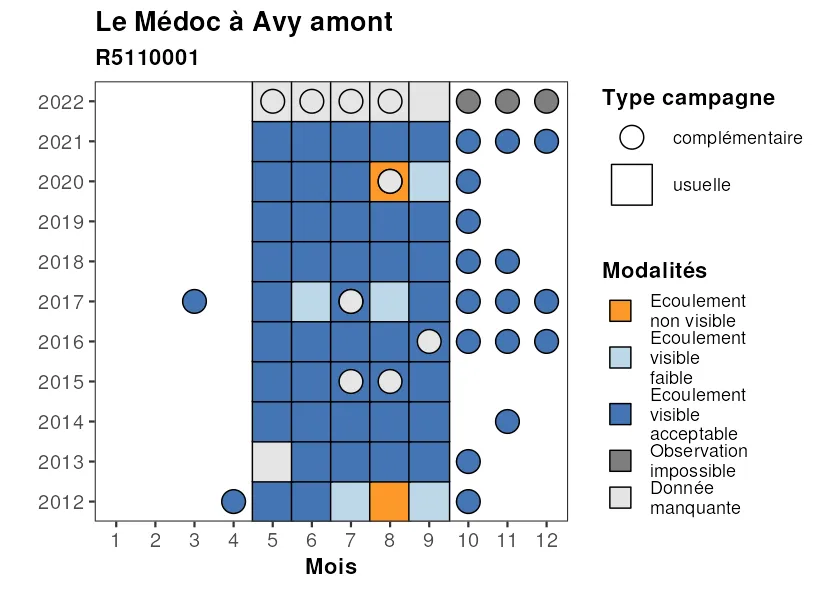 Le Médoc à Avy amont
R5110001
2022
2021
2020
2019
2018
2017
2016
2015
2014
2013
2012
1 2 3 4 5 6 7 8 9 10 11 12
Mois
Type campagne
complémentaire
usuelle
Modalités
Ecoulement
non visible
Ecoulement
visible
faible
Ecoulement
visible
acceptable
Observation
impossible
Donnée
manquante